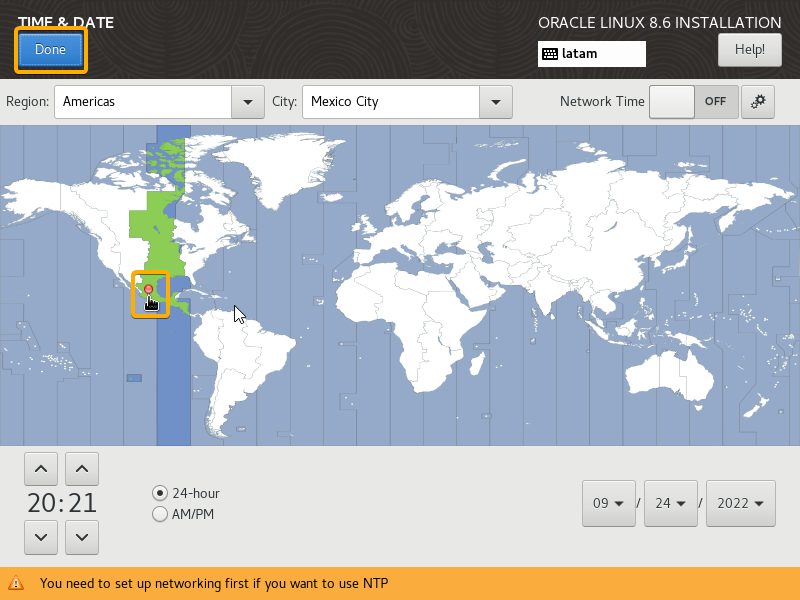 TIME & DATE
ORACLE LINUX 8.6 INSTALLATION
Done
latam
Help!
Region: Americas City: Mexico City Network Time OFF
20:21
24-hour
AM/PM
09 / 24 / 2022
You need to set up networking first if you want to use NTP